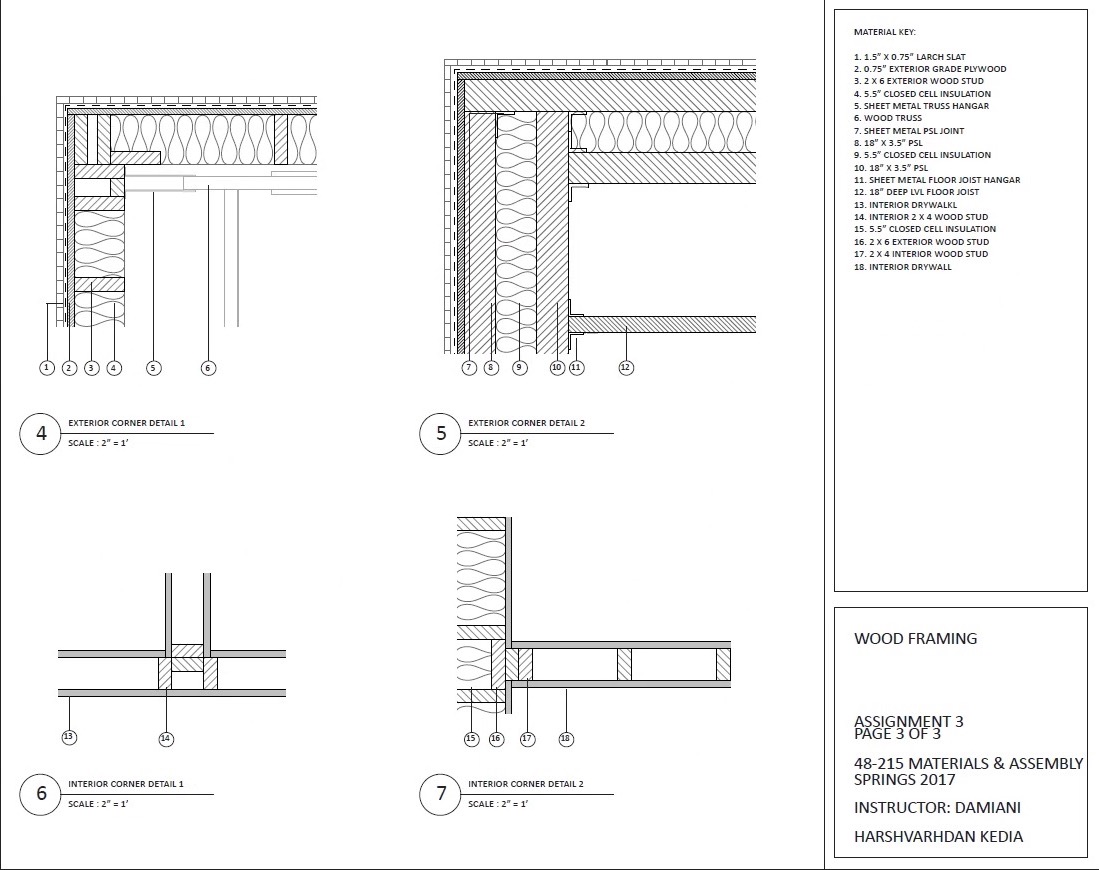 1 2 3 4 5 6
4
EXTERIOR CORNER DETAIL 1
SCALE : 2" = 1'
7 8 9 10 11 12
5
EXTERIOR CORNER DETAIL 2
SCALE : 2" = 1'
13 14
6
INTERIOR CORNER DETAIL 1
SCALE : 2" = 1'
15 16 17 18
7
INTERIOR CORNER DETAIL 2
SCALE : 2" = 1'
MATERIAL KEY:
1. 1.5" X 0.75" LARCH SLAT
2. 0.75" EXTERIOR GRADE PLYWOOD
3. 2 X 6 EXTERIOR WOOD STUD
4. 5.5" CLOSED CELL INSULATION
5. SHEET METAL TRUSS HANGAR
6. WOOD TRUSS
7. SHEET METAL PSL JOINT
8. 18" X 3.5" PSL
9. 5.5" CLOSED CELL INSULATION
10. 18" X 3.5" PSL
11. SHEET METAL FLOOR JOIST HANGAR
12. 18" DEEP LVL FLOOR JOIST
13. INTERIOR DRYWALKL
14. INTERIOR 2 X 4 WOOD STUD
15. 5.5" CLOSED CELL INSULATION
16. 2 X 6 EXTERIOR WOOD STUD
17. 2 X 4 INTERIOR WOOD STUD
18. INTERIOR DRYWALL
WOOD FRAMING
ASSIGNMENT 3
PAGE 3 OF 3
48-215 MATERIALS & ASSEMBLY
SPRINGS 2017
INSTRUCTOR: DAMIANI
HARSHVARHDAN KEDIA